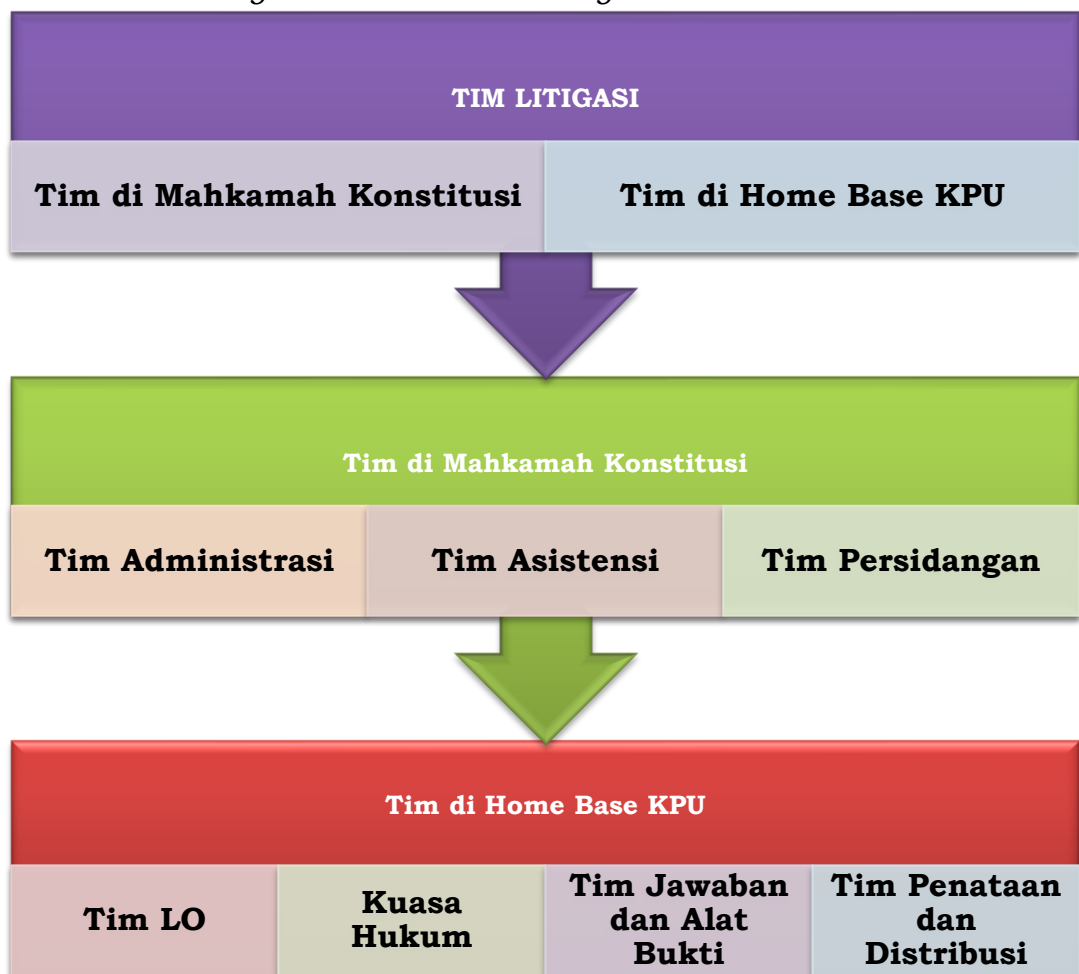 TIM LITIGASI
Tim di Mahkamah Konstitusi
Tim di Home Base KPU
Tim di Mahkamah Konstitusi
Tim Administrasi
Tim Asistensi
Tim Persidangan
Tim di Home Base KPU
Tim LO
Kuasa
Hukum
Tim Jawaban
dan Alat
Bukti
Tim Penataan
dan
Distribusi